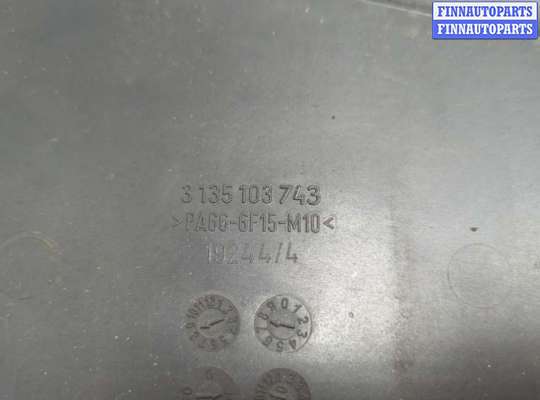 FINNAUTOPARTS
FINNAUTOPARTS
3 135 103 743
>PA66-GF15-M10<
19244/4